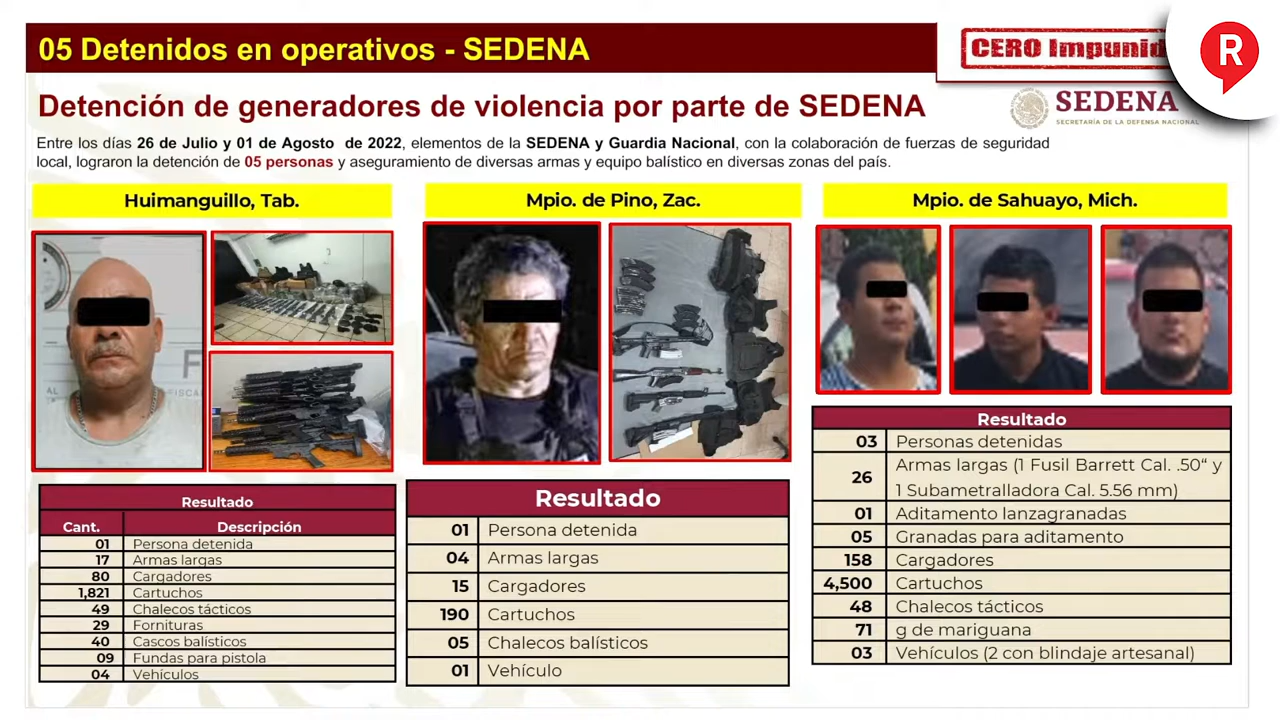 05 Detenidos en operativos - SEDENA
CERO Impunid
R
Detención de generadores de violencia por parte de SEDENA
SEDENA
SECRETARÍA DE LA DEFENSA NACIONAL
Entre los días 26 de Julio y 01 de Agosto de 2022, elementos de la SEDENA y Guardia Nacional, con la colaboración de fuerzas de seguridad
local, lograron la detención de 05 personas y aseguramiento de diversas armas y equipo balístico en diversas zonas del país.
Huimanguillo, Tab.
Resultado
Cant. Descripción
01 Persona detenida
17 Armas largas
80 Cargadores
1,821 Cartuchos
49 Chalecos tácticos
29 Fornituras
40 Cascos balísticos
09 Fundas para pistola
04 Vehículos
Mpio. de Pino, Zac.
Resultado
01 Persona detenida
04 Armas largas
15 Cargadores
190 Cartuchos
05 Chalecos balísticos
01 Vehículo
Mpio. de Sahuayo, Mich.
Resultado
03 Personas detenidas
26 Armas largas (1 Fusil Barrett Cal. .50“ y
1 Subametralladora Cal. 5.56 mm)
01 Aditamento lanzagranadas
05 Granadas para aditamento
158 Cargadores
4,500 Cartuchos
48 Chalecos tácticos
71 g de mariguana
03 Vehículos (2 con blindaje artesanal)